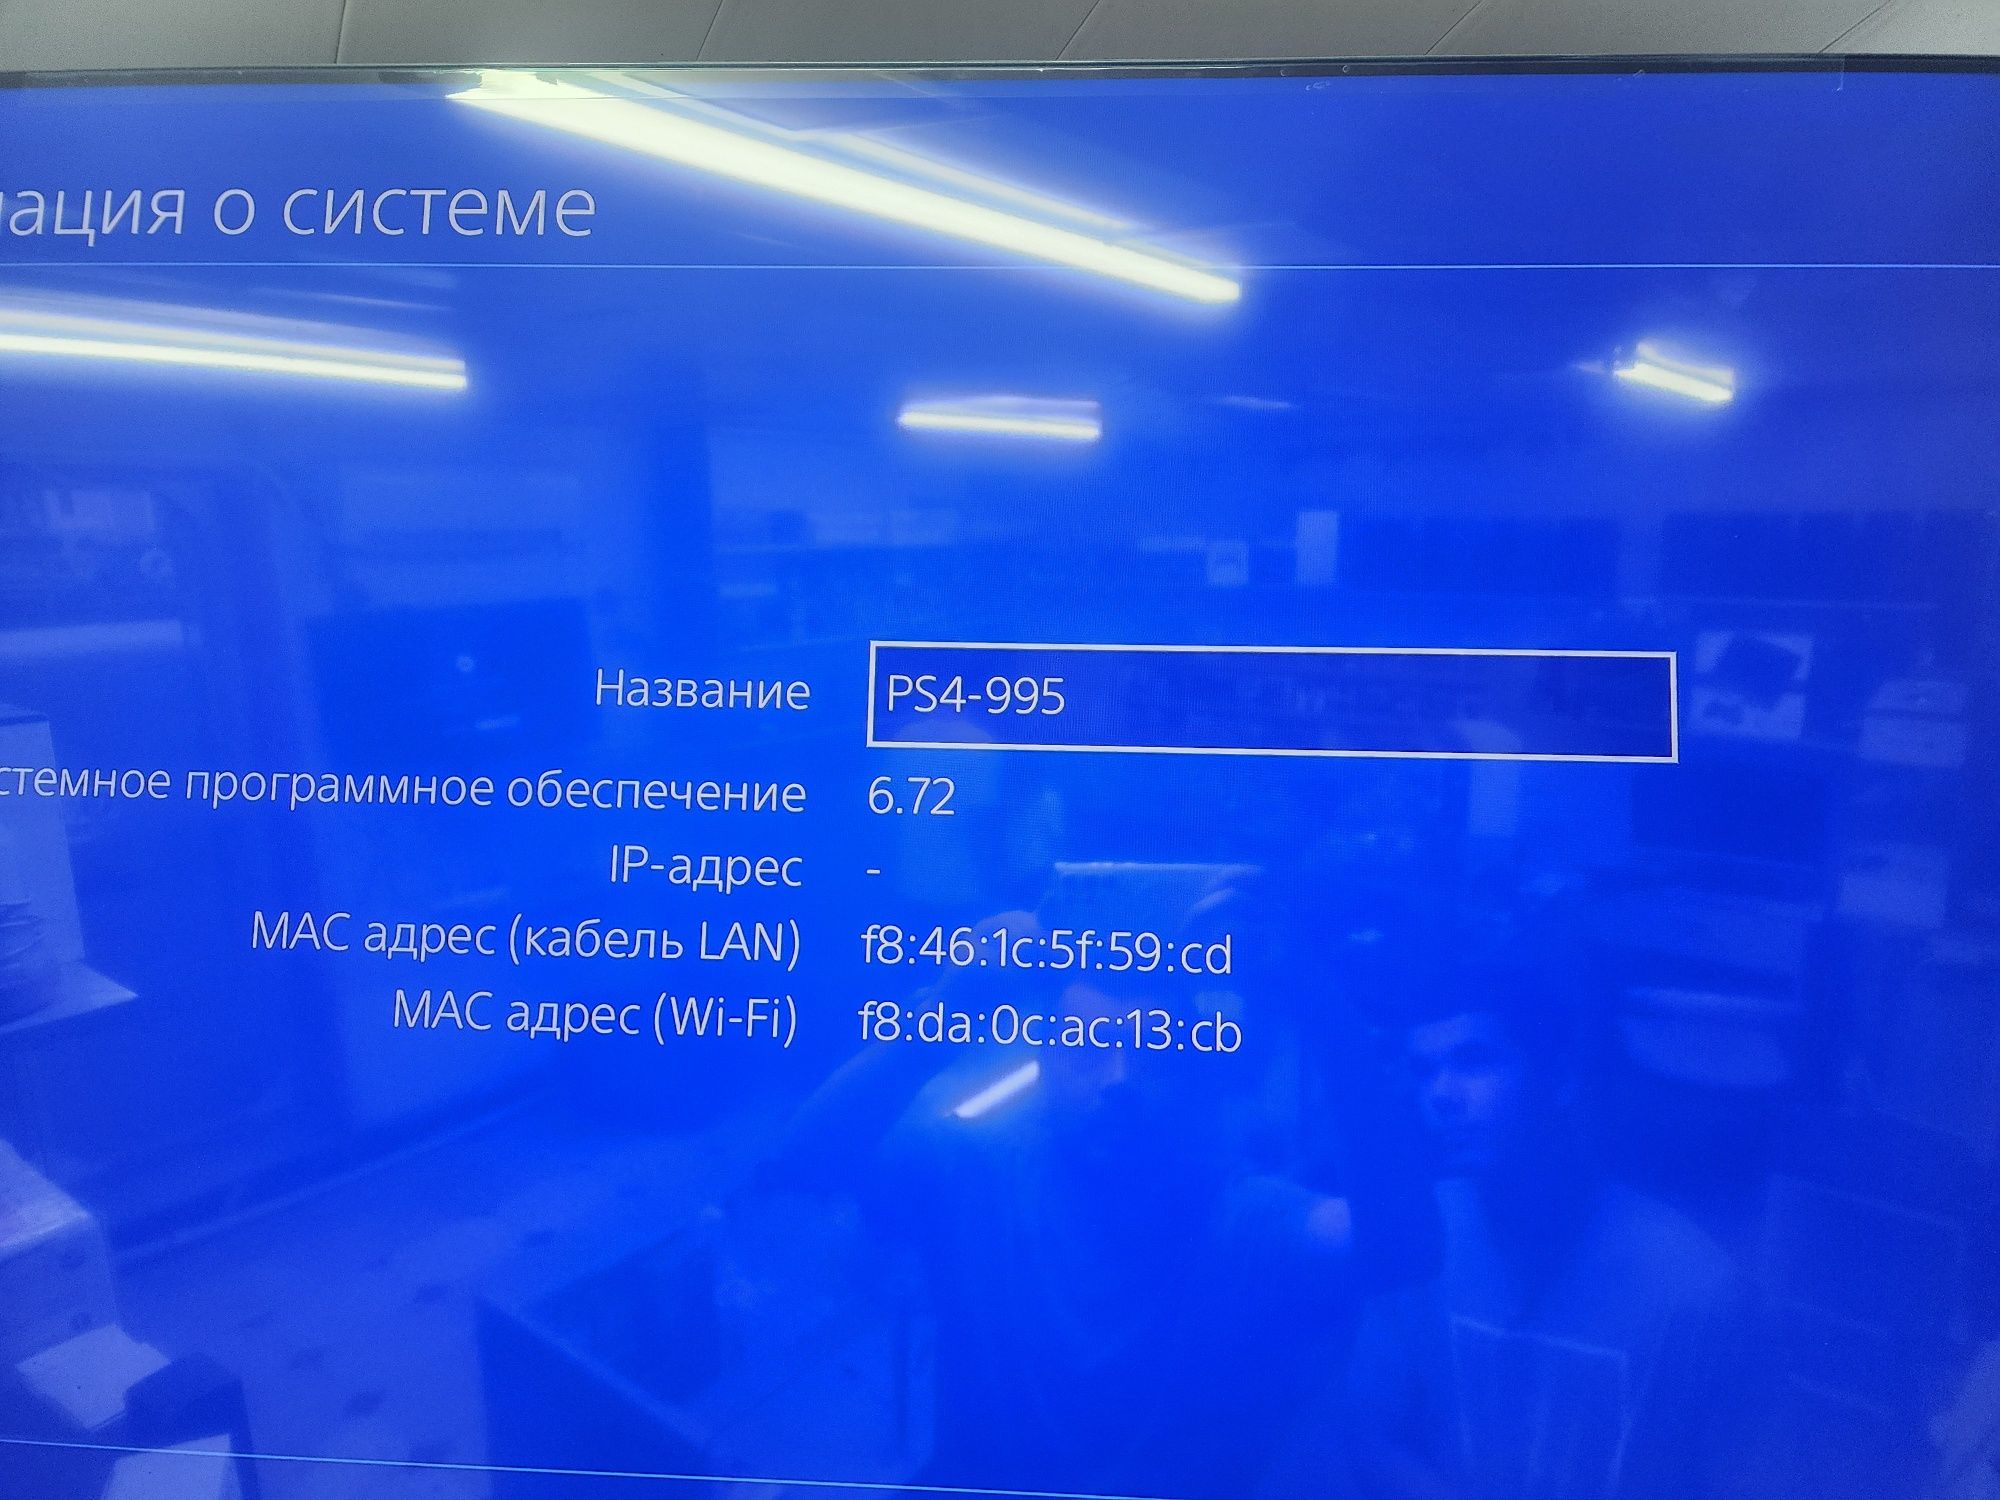 ация о системе
Название PS4-995
стемное программное обеспечение 6.72
IP-адрес -
MAC адрес (кабель LAN) f8:46:1c:5f:59:cd
MAC адрес (Wi-Fi) f8:da:0c:ac:13:cb